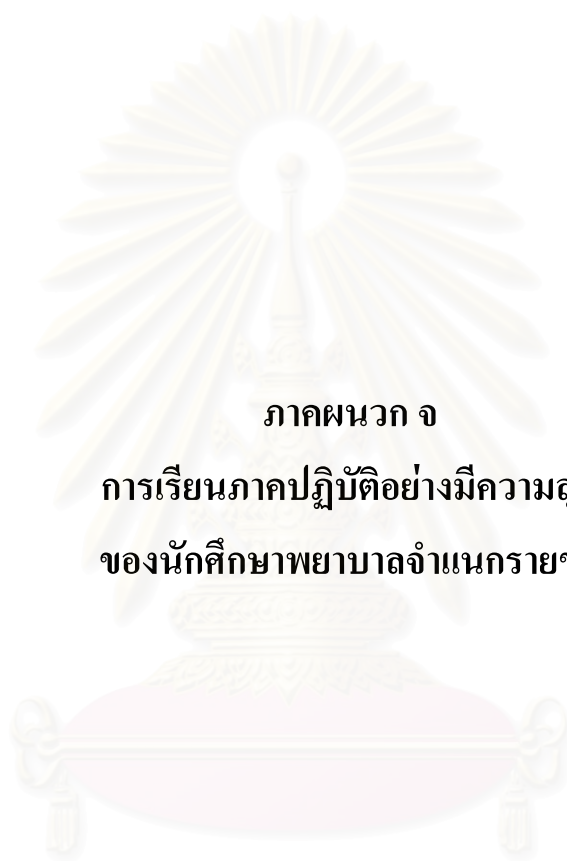 ภาคผนวก จ
การเรียนภาคปฏิบัติอย่างมีความ
ของนักศึกษาพยาบาลจำแนกราย